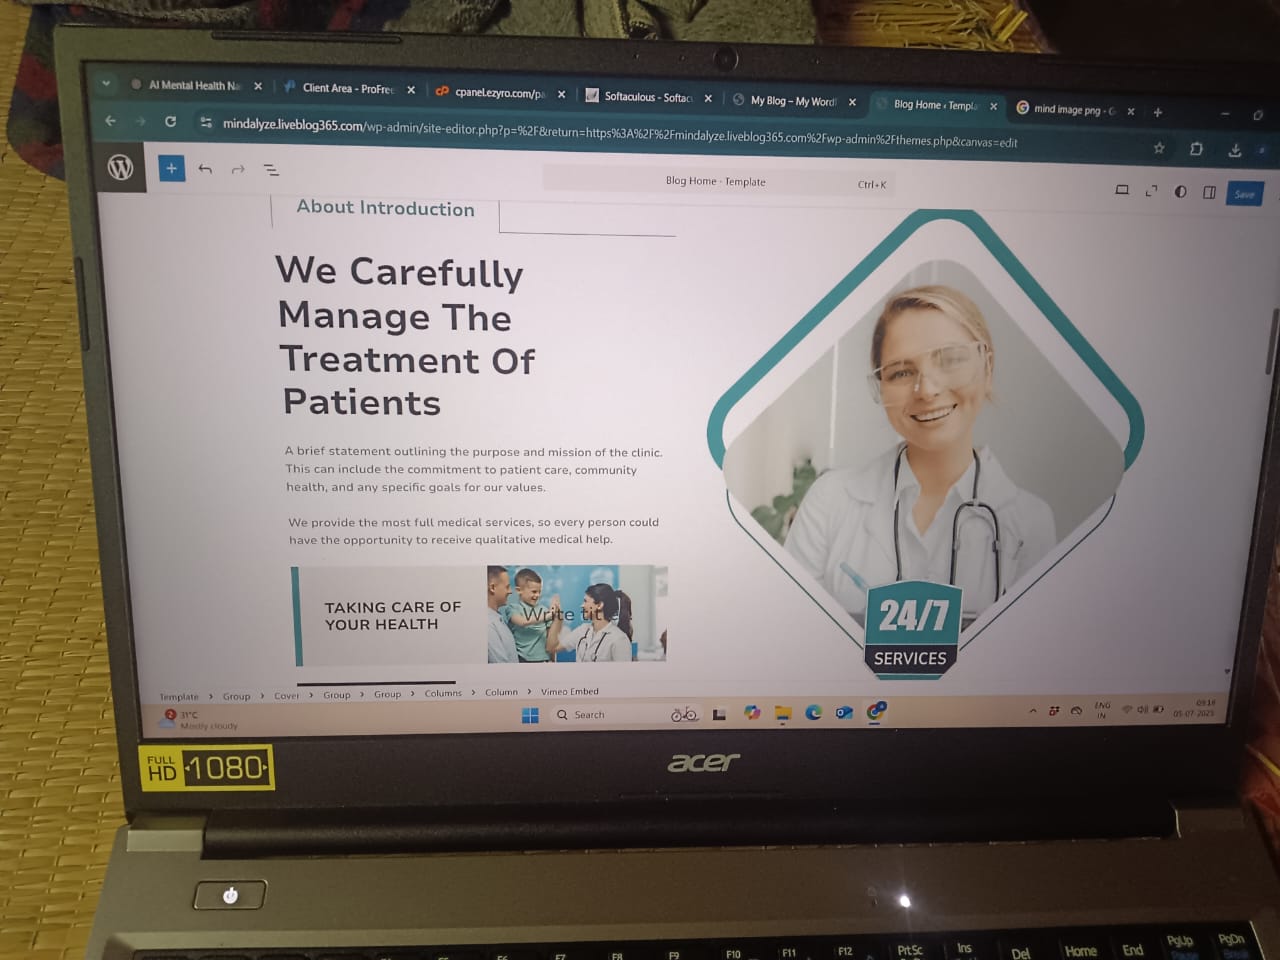 AI Mental Health Na
Client Area - ProFree
cpanel.ezyro.com/pa
Softaculous - Softac
My Blog – My Word
Blog Home ‹ Templa
mind image png - G
mindalyze.liveblog365.com/wp-admin/site-editor.php?p=%2F&return=https%3A%2F%2Fmindalyze.liveblog365.com%2Fwp-admin%2Fthemes.php&canvas=edit
Blog Home · Template
Ctrl+K
Save
About Introduction
We Carefully
Manage The
Treatment Of
Patients
A brief statement outlining the purpose and mission of the clinic.
This can include the commitment to patient care, community
health, and any specific goals for our values.
We provide the most full medical services, so every person could
have the opportunity to receive qualitative medical help.
TAKING CARE OF
YOUR HEALTH
Write titl
24/7
SERVICES
Template › Group › Cover › Group › Group › Columns › Column › Vimeo Embed
2
31°C
Mostly cloudy
Search
ENG
IN
09:16
05-07-2025
FULL
HD 1080
acer
F7 F8 F9 F10 F11 F12 PrtSc Ins Del Home End PgUp PgDn